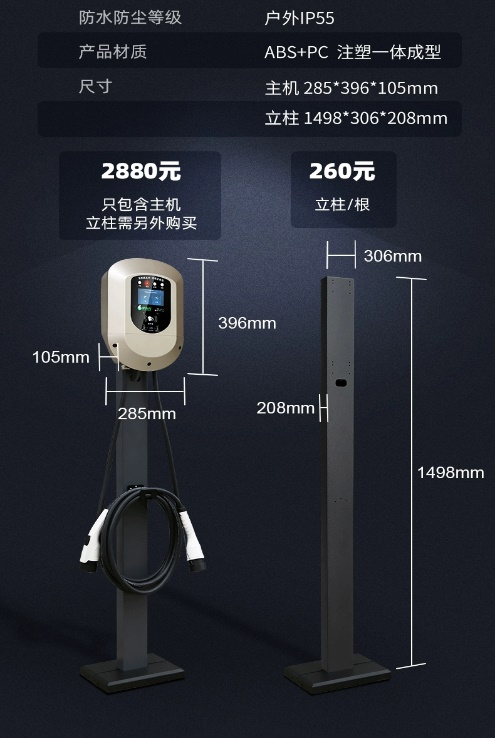 防水防尘等级 户外IP55
产品材质 ABS+PC 注塑一体成型
尺寸 主机 285*396*105mm
立柱 1498*306*208mm
2880元
只包含主机
立柱需另外购买
260元
立柱/根
306mm
396mm
105mm
285mm
208mm
1498mm